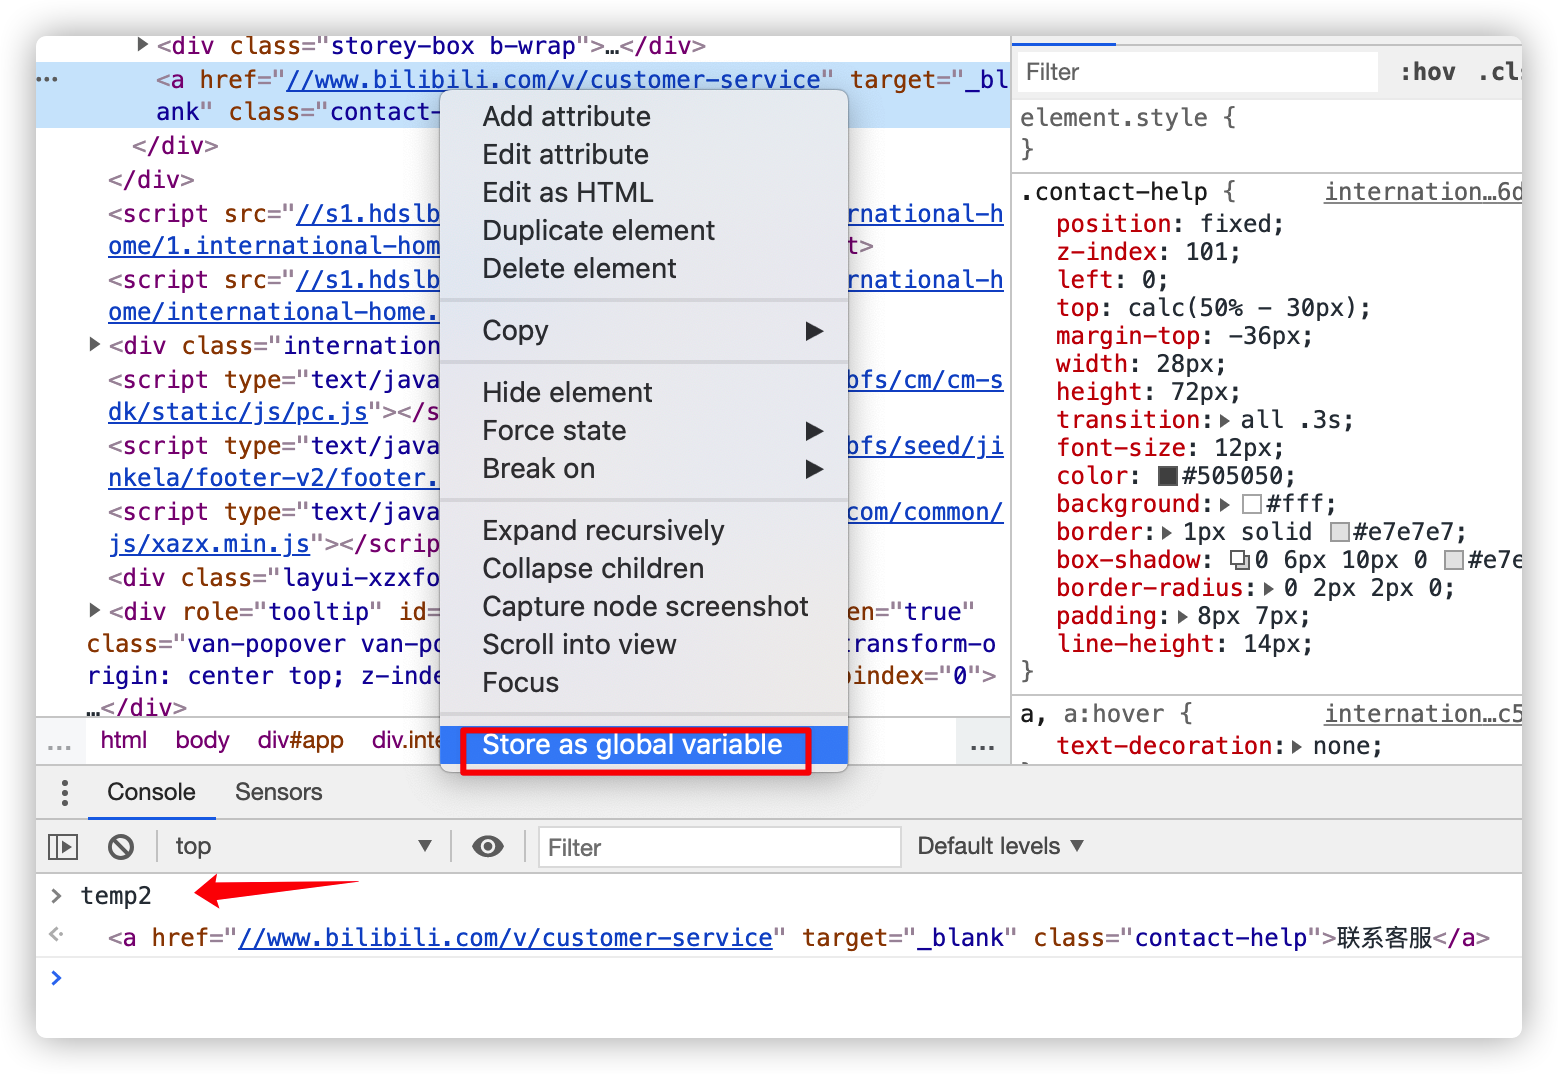 ▶<div class="storey-box b-wrap">…</div>
<a href="//www.bilibili.com/v/customer-service" target="_bl
ank" class="contact-
</div>
</div>
<script src="//s1.hdslb rnational-h
ome/1.international-hom t>
<script src="//s1.hdslb rnational-h
ome/international-home.
▶<div class="internation
<script type="text/java bfs/cm/cm-s
dk/static/js/pc.js"></s
<script type="text/java bfs/seed/ji
nkela/footer-v2/footer.
<script type="text/java com/common/
js/xazx.min.js"></scrip
<div class="layui-xzxfo
▶<div role="tooltip" id= en="true"
class="van-popover van-po transform-o
rigin: center top; z-inde bindex="0">
…</div>
... html body div#app div.inte ...
Add attribute
Edit attribute
Edit as HTML
Duplicate element
Delete element
Copy ▶
Hide element
Force state ▶
Break on ▶
Expand recursively
Collapse children
Capture node screenshot
Scroll into view
Focus
Store as global variable
Filter :hov .cls
element.style {
}
.contact-help { internation…6d
position: fixed;
z-index: 101;
left: 0;
top: calc(50% - 30px);
margin-top: -36px;
width: 28px;
height: 72px;
transition:▶ all .3s;
font-size: 12px;
color: #505050;
background:▶ #fff;
border:▶ 1px solid #e7e7e7;
box-shadow: 0 6px 10px 0 #e7e
border-radius:▶ 0 2px 2px 0;
padding:▶ 8px 7px;
line-height: 14px;
}
a, a:hover { internation…c5
text-decoration:▶ none;
Console Sensors
top ▼ Filter Default levels ▼
> temp2
<a href="//www.bilibili.com/v/customer-service" target="_blank" class="contact-help">联系客服</a>
>